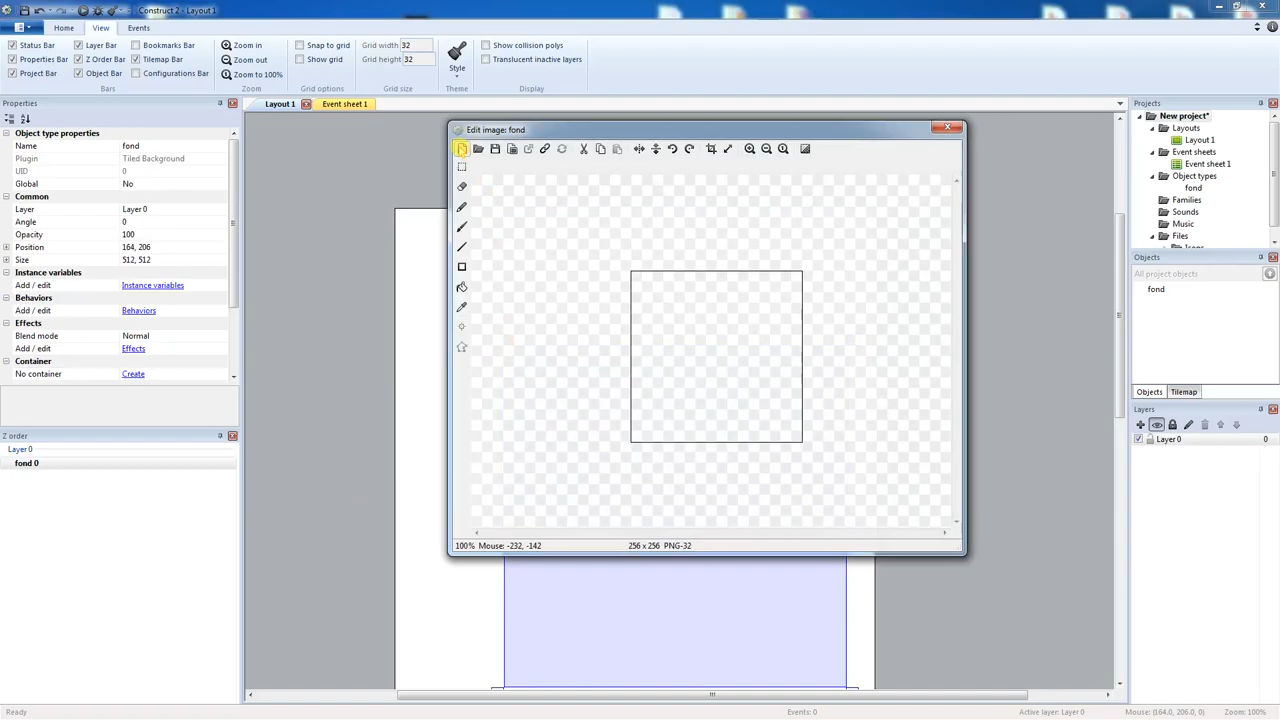 Construct 2 - Layout 1
Home View Events
Status Bar Layer Bar Bookmarks Bar Zoom in Snap to grid Grid width 32 Show collision polys
Properties Bar Z Order Bar Tilemap Bar Zoom out Show grid Grid height 32 Style Translucent inactive layers
Project Bar Object Bar Configurations Bar Zoom to 100%
Bars Zoom Grid options Grid size Theme Display
Properties
Layout 1 Event sheet 1
Object type properties
Name fond
Plugin Tiled Background
UID 0
Global No
Common
Layer Layer 0
Angle 0
Opacity 100
Position 164, 206
Size 512, 512
Instance variables
Add / edit Instance variables
Behaviors
Add / edit Behaviors
Effects
Blend mode Normal
Add / edit Effects
Container
No container Create
Z order
Layer 0
fond 0
Edit image: fond
100% Mouse: -232, -142 256 x 256 PNG-32
Projects
New project*
Layouts
Layout 1
Event sheets
Event sheet 1
Object types
fond
Families
Sounds
Music
Files
Icons
Objects
All project objects
fond
Objects Tilemap
Layers
Layer 0 0
Ready Events: 0 Active layer: Layer 0 Mouse: (164.0, 206.0, 0) Zoom: 100%